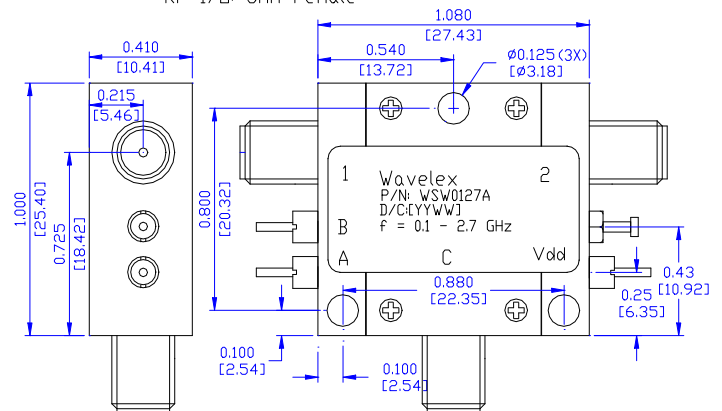 1.080
[27.43]
0.410
[10.41]
0.540
[13.72]
ø0.125(3X)
[ø3.18]
0.215
[5.46]
1.000
[25.40]
0.725
[18.42]
0.800
[20.32]
1
Wavelex
2
P/N: WSW0127A
D/C:[YYWW]
B
f = 0.1 - 2.7 GHz
A
C
Vdd
0.880
[22.35]
0.43
[10.92]
0.25
[6.35]
0.100
[2.54]
0.100
[2.54]